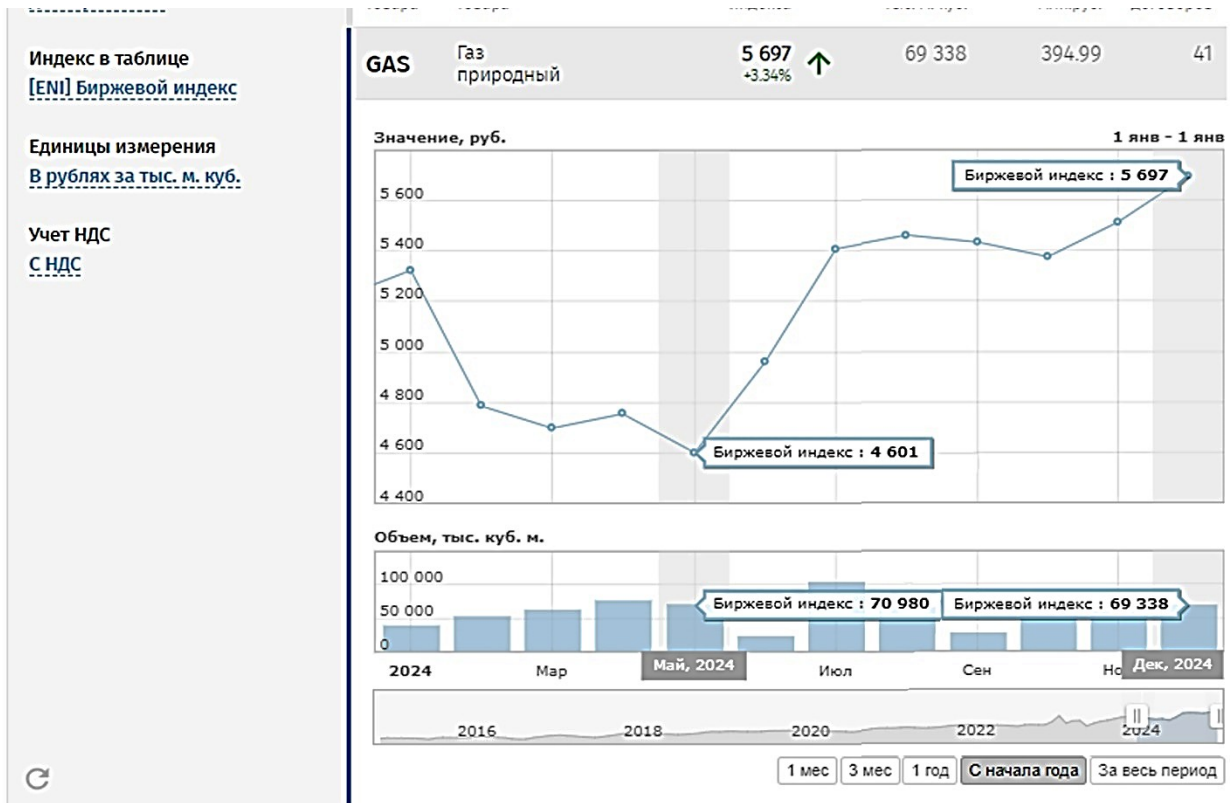 Индекс в таблице
[ENI] Биржевой индекс
Единицы измерения
В рублях за тыс. м. куб.
Учет НДС
С НДС
GAS
Газ
природный
5 697
+3.34%
69 338
394.99
41
Значение, руб.
1 янв - 1 янв
5 600
5 400
5 200
5 000
4 800
4 600
4 400
Биржевой индекс : 5 697
Биржевой индекс : 4 601
Объем, тыс. куб. м.
100 000
50 000
0
Биржевой индекс : 70 980
Биржевой индекс : 69 338
2024
Мар
Май, 2024
Июл
Сен
Дек, 2024
2016
2018
2020
2022
2024
1 мес
3 мес
1 год
С начала года
За весь период